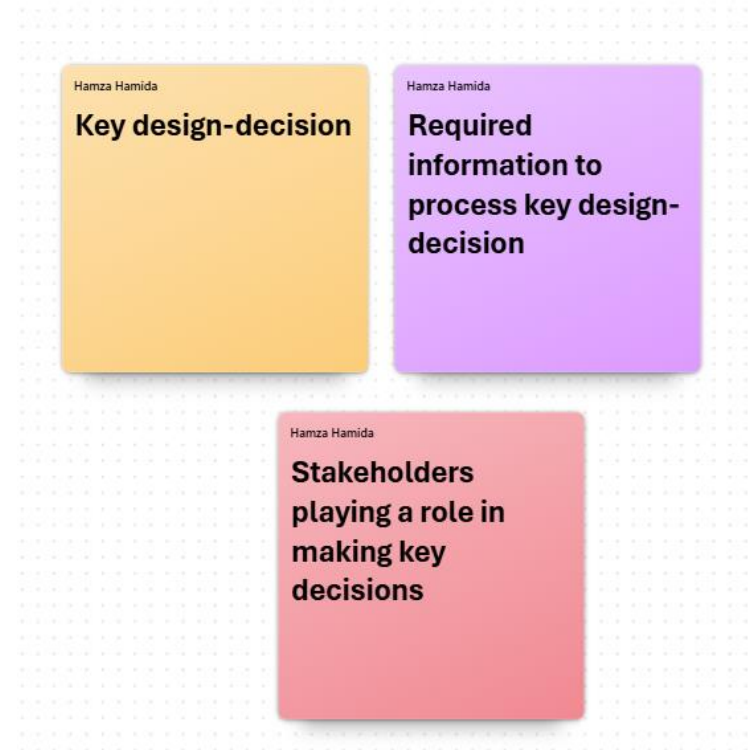 Hamza Hamida
Key design-decision
Hamza Hamida
Required
information to
process key design-
decision
Hamza Hamida
Stakeholders
playing a role in
making key
decisions